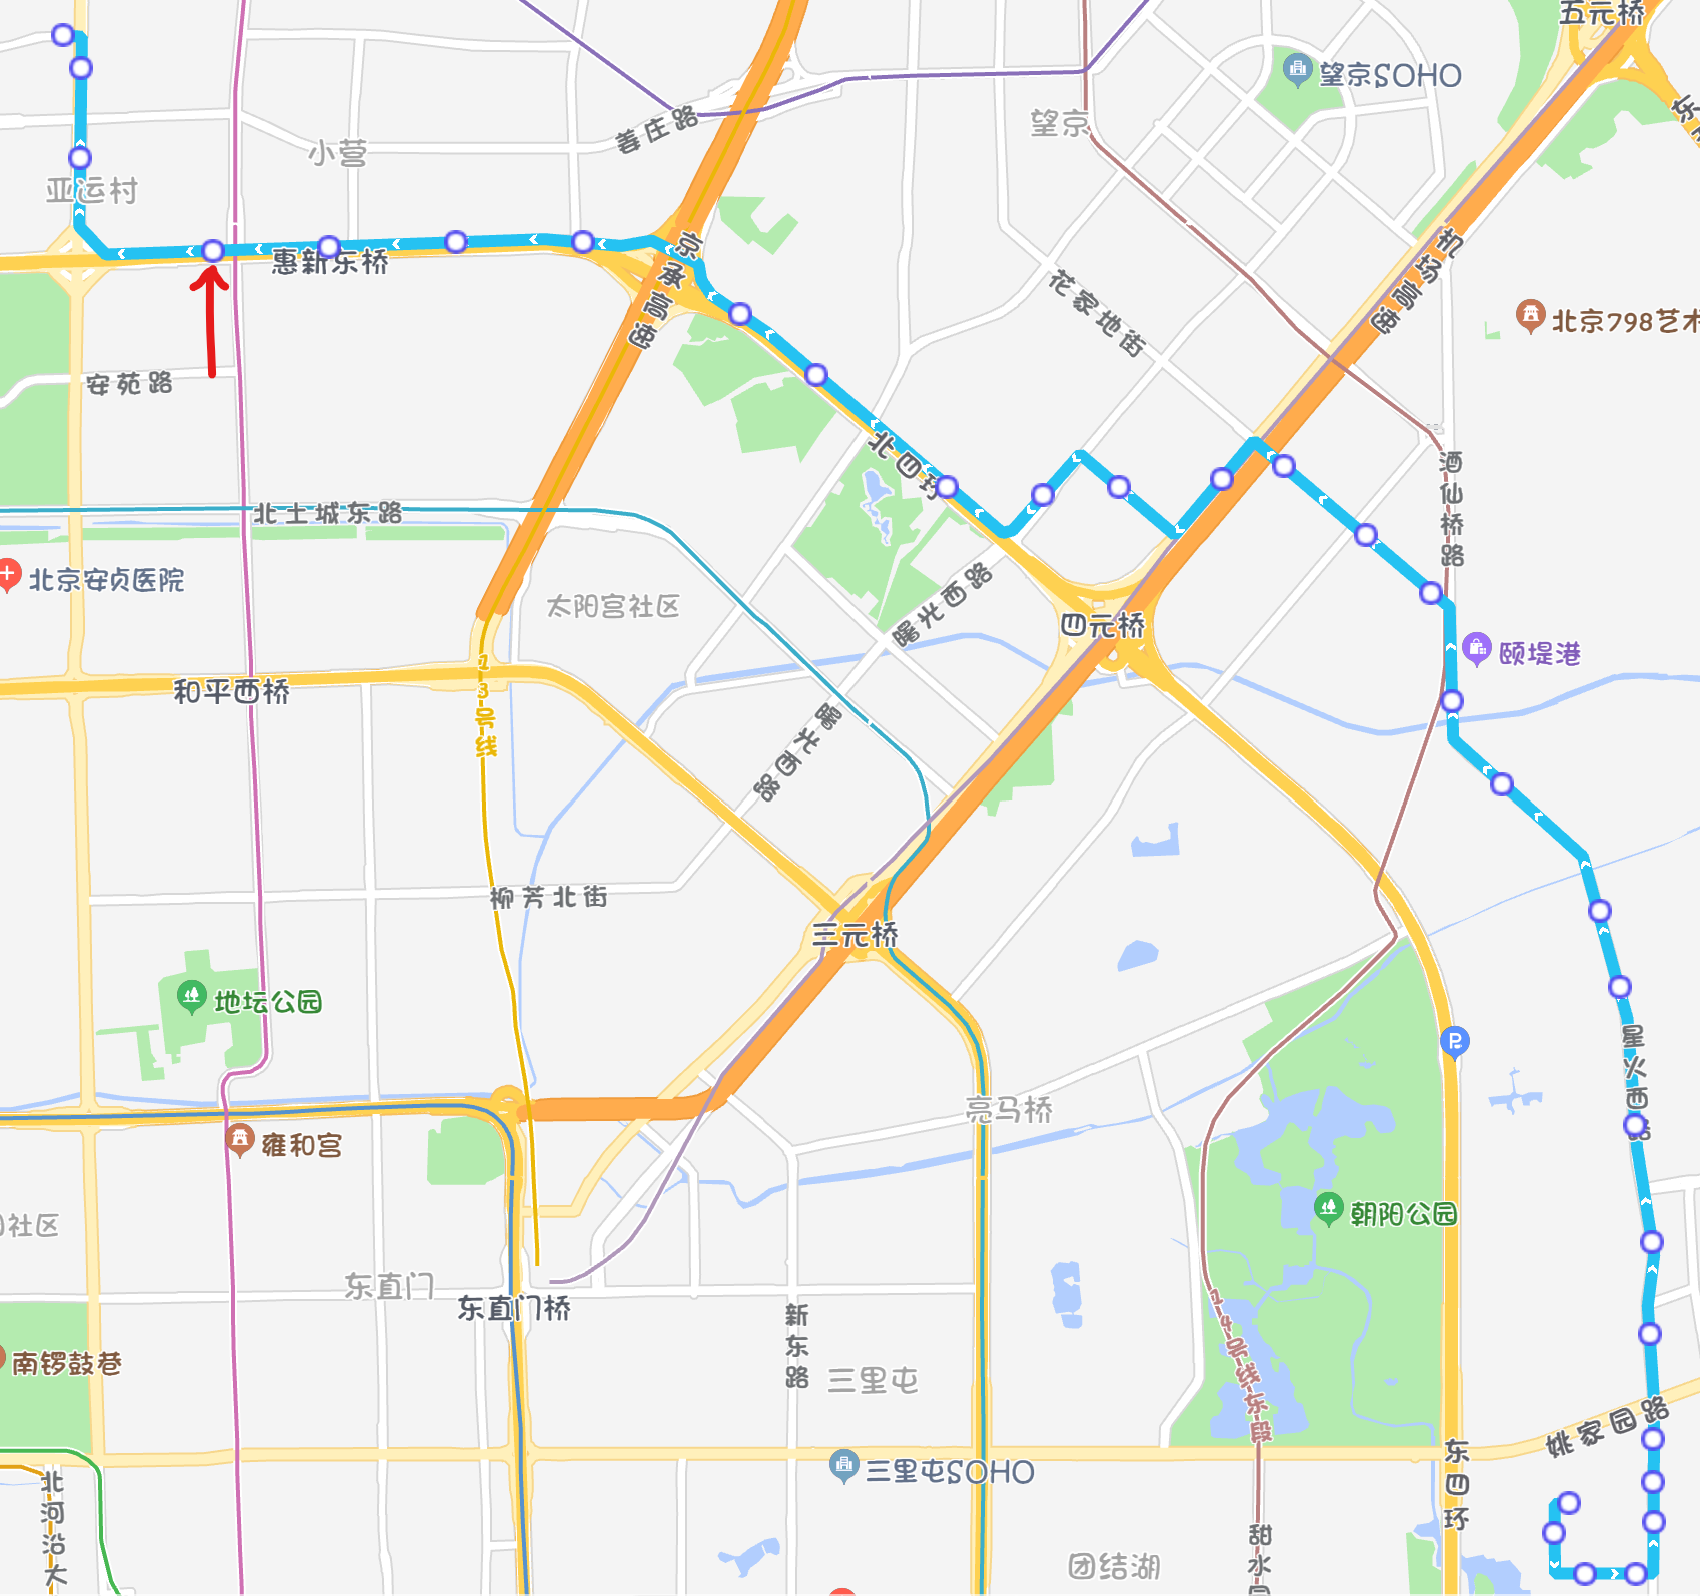 五元桥
望京SOHO
东
姜庄路
望京
小营
亚运村
京承高速
惠新东桥
机场高速
花家地街
北京798艺术
安苑路
北四环
酒仙桥路
北土城东路
北京安贞医院
太阳宫社区
曙光西路
四元桥
颐堤港
13号线
和平西桥
曙光西路
柳芳北街
三元桥
地坛公园
P
星火西路
亮马桥
雍和宫
朝阳公园
社区
东直门
东直门桥
新东路
14号线东段
南锣鼓巷
三里屯
姚家园路
三里屯SOHO
东四环
北河沿大
甜水
团结湖